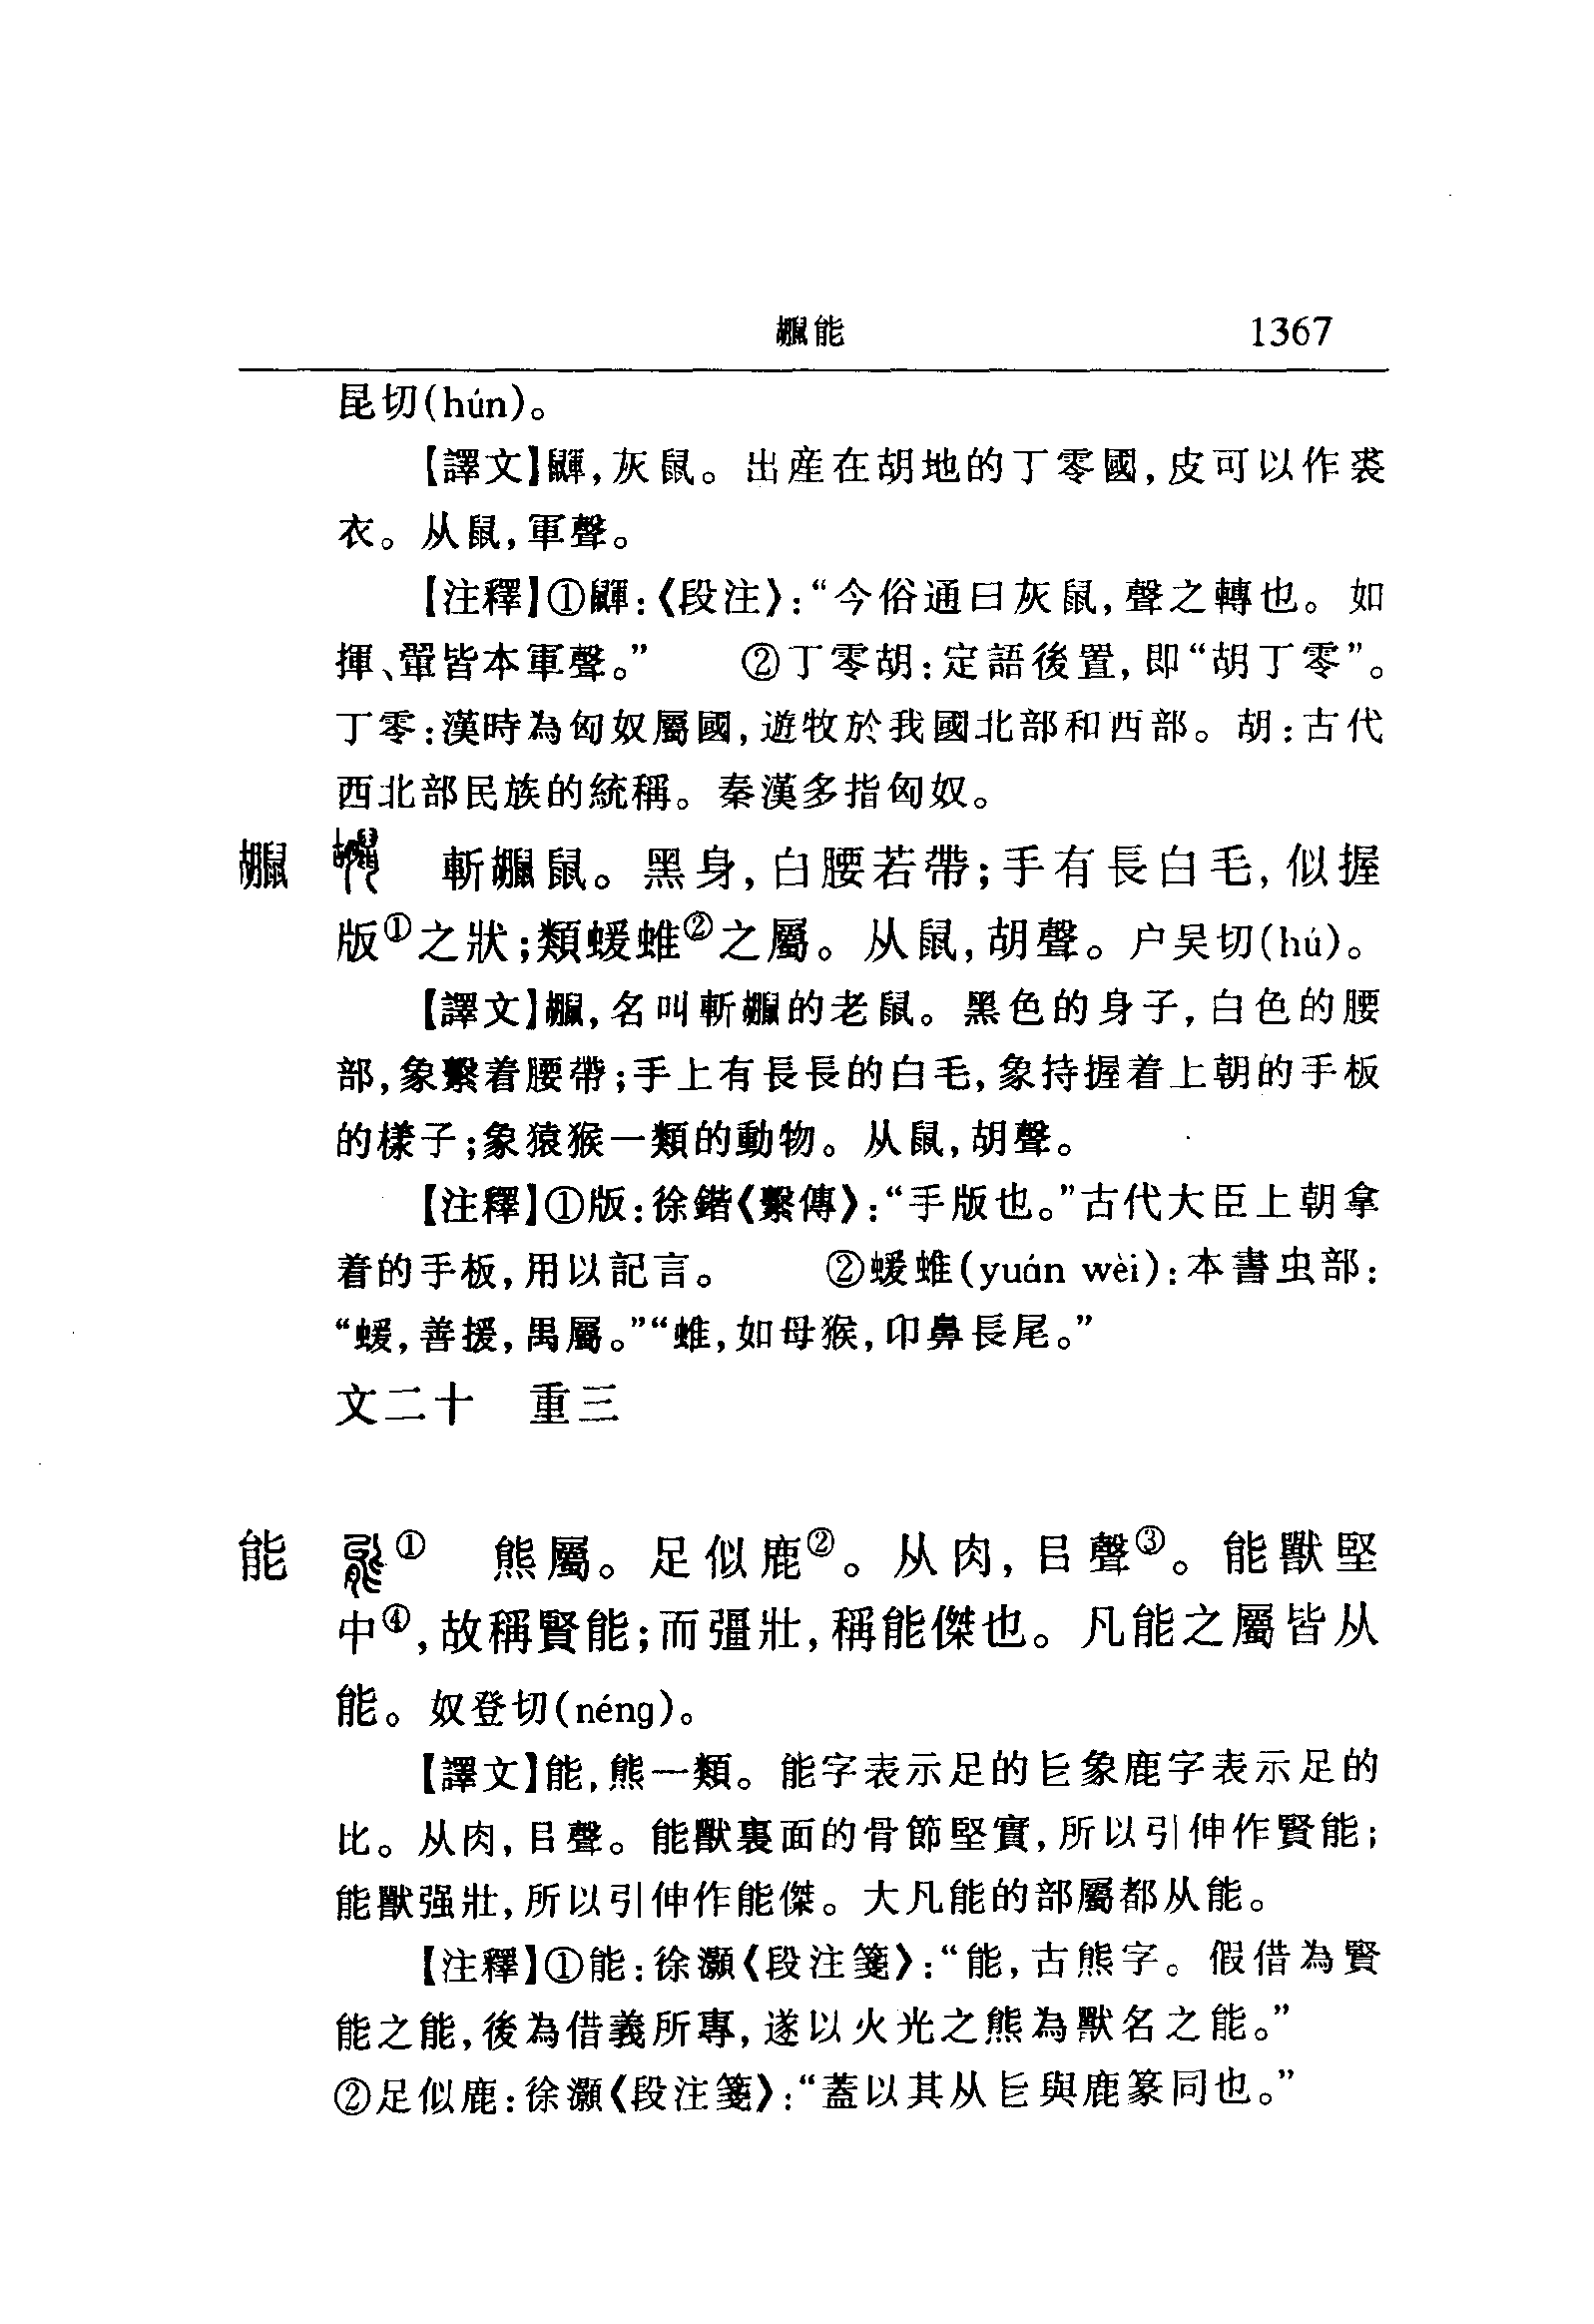 䶅能 1367
昆切(hún)。
【譯文】鼲,灰鼠。出産在胡地的丁零國,皮可以作裘
衣。从鼠,軍聲。
【注釋】①鼲:《段注》:“今俗通曰灰鼠,聲之轉也。如
揮、翬皆本軍聲。” ②丁零胡:定語後置,即“胡丁零”。
丁零:漢時為匈奴屬國,遊牧於我國北部和西部。胡:古代
西北部民族的統稱。秦漢多指匈奴。
䶅 斬䶅鼠。黑身,白腰若帶;手有長白毛,似握
版①之狀;類蝯蜼②之屬。从鼠,胡聲。户吴切(hú)。
【譯文】䶅,名叫斬䶅的老鼠。黑色的身子,白色的腰
部,象繫着腰帶;手上有長長的白毛,象持握着上朝的手板
的樣子;象猿猴一類的動物。从鼠,胡聲。
【注釋】①版:徐鍇《繫傳》:“手版也。”古代大臣上朝拿
着的手板,用以記言。 ②蝯蜼(yuán wèi):本書虫部:
“蝯,善援,禺屬。”“蜼,如母猴,卬鼻長尾。”
文二十 重三
能 ① 熊屬。足似鹿②。从肉,㠯聲③。能獸堅
中④,故稱賢能;而彊壯,稱能傑也。凡能之屬皆从
能。奴登切(néng)。
【譯文】能,熊一類。能字表示足的㠯象鹿字表示足的
比。从肉,㠯聲。能獸裏面的骨節堅實,所以引伸作賢能;
能獸强壯,所以引伸作能傑。大凡能的部屬都从能。
【注釋】①能:徐灝《段注箋》:“能,古熊字。假借為賢
能之能,後為借義所專,遂以火光之熊為獸名之能。”
②足似鹿:徐灝《段注箋》:“蓋以其从㠯與鹿篆同也。”